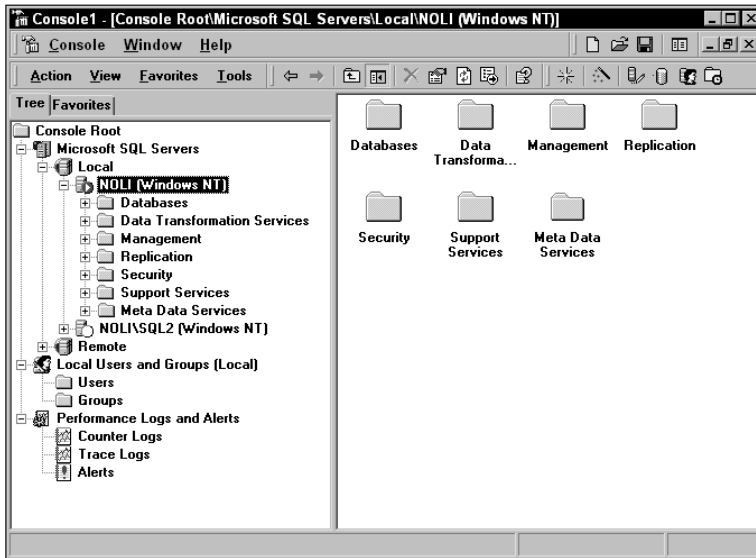 Console1 - [Console Root\Microsoft SQL Servers\Local\NOLI (Windows NT)]
Console Window Help
Action View Favorites Tools
Tree Favorites
Console Root
Microsoft SQL Servers
Local
NOLI (Windows NT)
Databases
Data Transformation Services
Management
Replication
Security
Support Services
Meta Data Services
NOLI\SQL2 (Windows NT)
Remote
Local Users and Groups (Local)
Users
Groups
Performance Logs and Alerts
Counter Logs
Trace Logs
Alerts
Databases
Data
Transforma...
Management
Replication
Security
Support
Services
Meta Data
Services